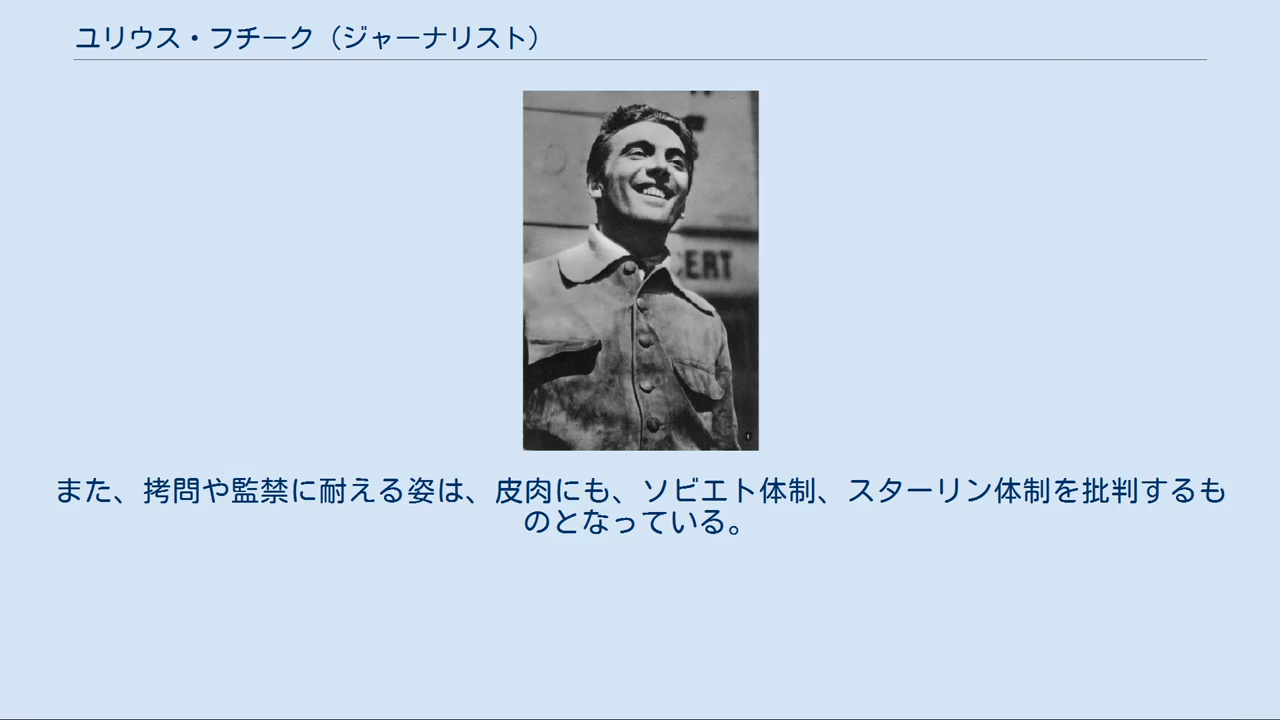 ユリウス・フチーク（ジャーナリスト）
CERT
また、拷問や監禁に耐える姿は、皮肉にも、ソビエト体制、スターリン体制を批判するも
のとなっている。